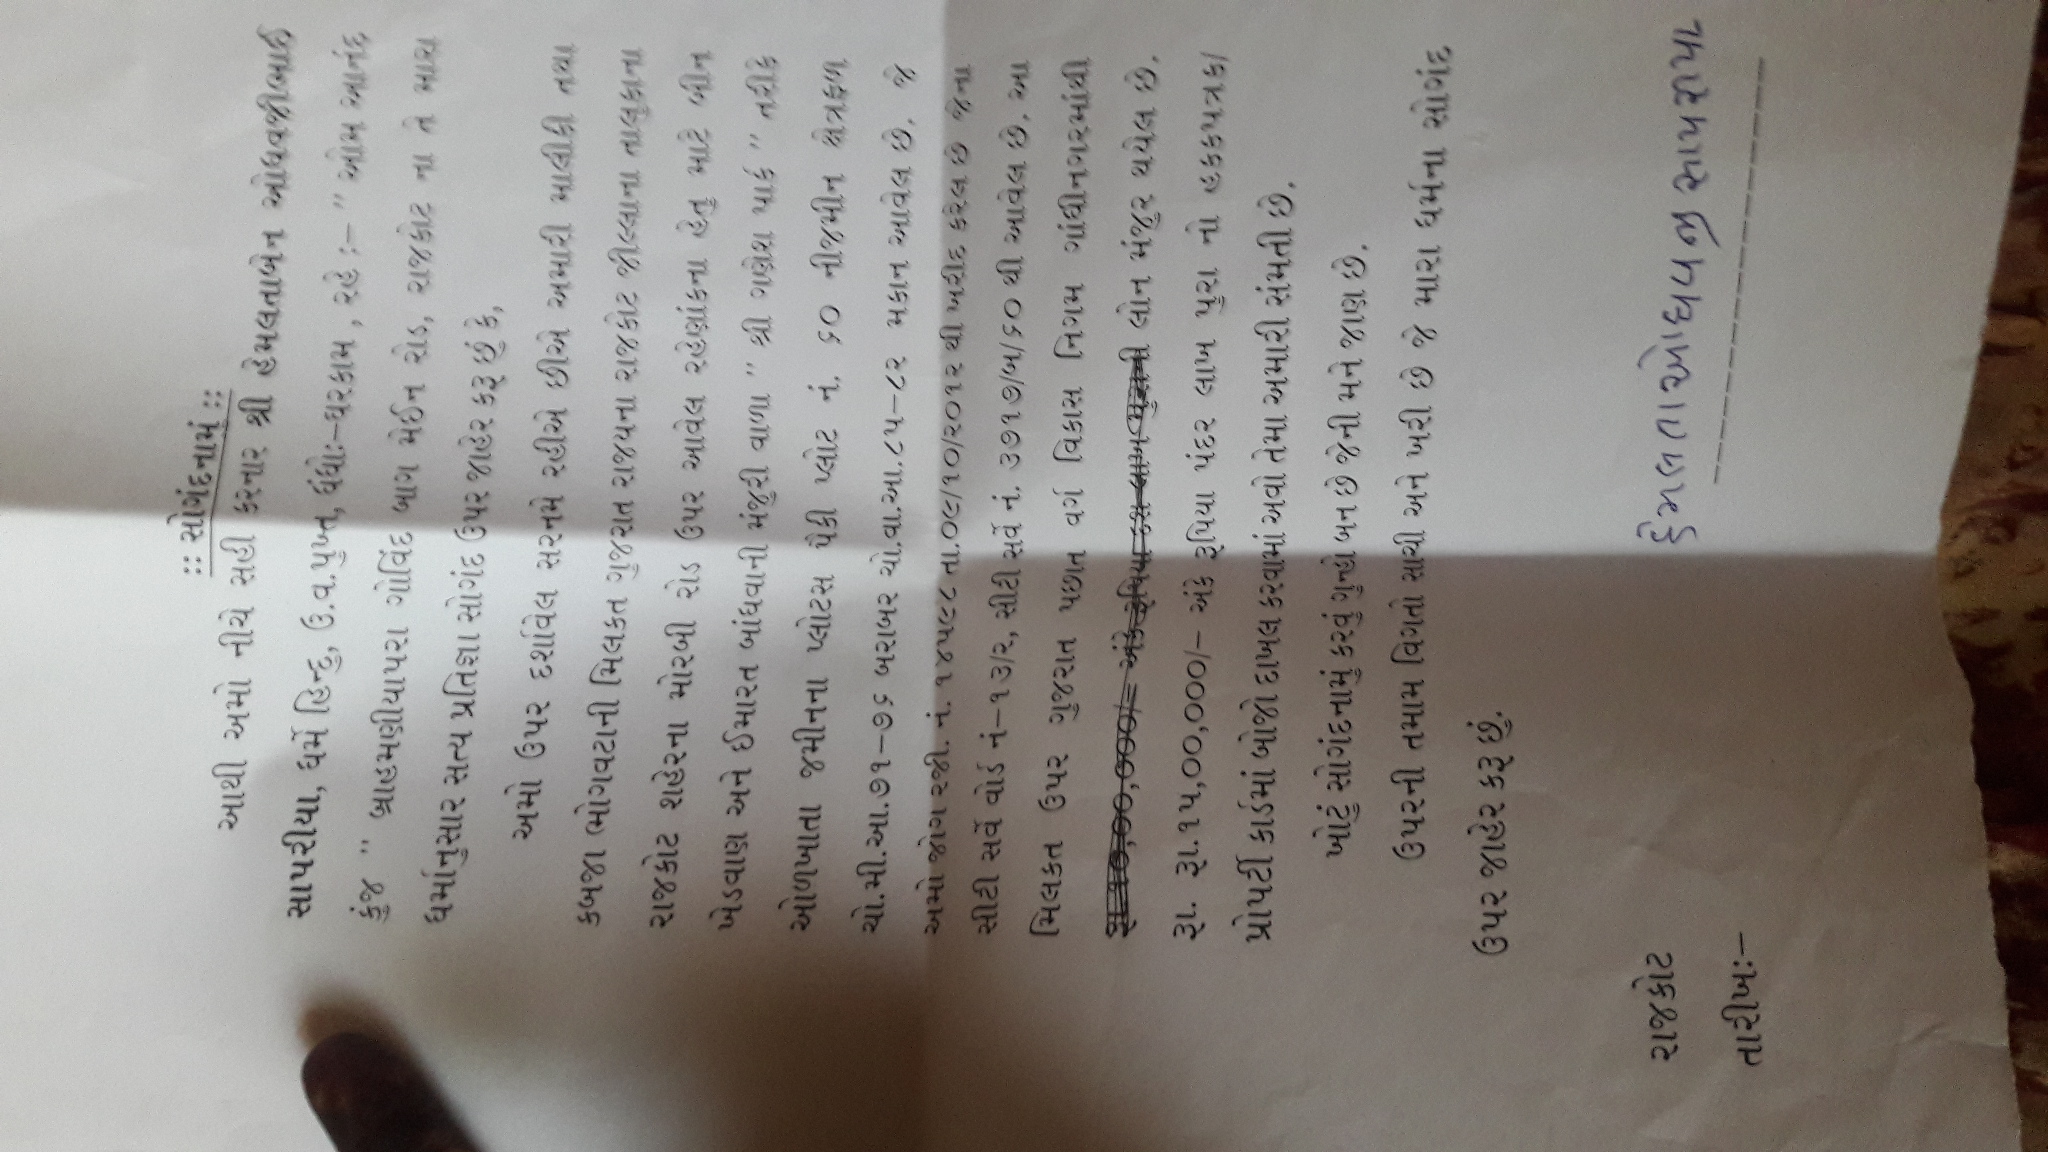 :: સોગંદનામું ::
આથી અમો નીચે સહી કરનાર શ્રી હેમલતાબેન ઓધવજીભાઈ
સાપરીયા, ધર્મે હિન્દુ, ઉ.વ.પુખ્ત, ધંધોઃ-ઘરકામ , રહે :- " ઓમ આનંદ
કુંજ " બ્રાહમણીયાપરા ગોવિંદ બાગ મેઈન રોડ, રાજકોટ ના તે મારા
ધર્માનુસાર સત્ય પ્રતિજ્ઞા સોગંદ ઉપર જાહેર કરૂ છું કે,
અમો ઉપર દર્શાવેલ સરનમે રહીએ છીએ અમારી માલીકી તથા
કબજા ભોગવટાની મિલકત ગુજરાત રાજયના રાજકોટ જીલ્લાના તાલુકાના
રાજકોટ શહેરના મોરબી રોડ ઉપર આવેલ રહેણાંકના હેતુ માટે બીન
ખેડવાણ અને ઈમારત બાંધવાની મંજુરી વાળા " શ્રી ગણેશ પાર્ક " તરીકે
ઓળખાતા જમીનના પ્લોટસ પૈકી પ્લોટ નં. ૬૦ નીજમીન ક્ષેત્રફળ
ચો.મી.આ.૭૧-૭૬ બરાબર ચો.વા.આ.૮૫-૮૨ મકાન આવેલ છે. જે
અમો જોગ રજી. નં. ૧૪૫૯૮ તા.૦૯/૧૦/૨૦૧૨ થી ખરીદ કરેલ છે જેના
સીટી સર્વે વોર્ડ નં-૧૩/૨, સીટી સર્વે નં. ૩૭૧૭/બ/૬૦ થી આવેલ છે. આ
મિલકત ઉપર ગુજરાત પછાત વર્ગ વિકાસ નિગમ ગાંધીનગરમાંથી
રૂા.૧૦,૦૦,૦૦૦/= અંકે રૂપિયા દસ લાખ પુરાની લોન મંજુર થયેલ છે.
રૂા. રૂા.૧૫,૦૦,૦૦૦/- અંકે રૂપિયા પંદર લાખ પુરા નો હકકપત્રક/
પ્રોપર્ટી કાર્ડમાં બોજો દાખલ કરવામાં અવો તેમા અમારી સંમતી છે.
ખોટું સોગંદનામું કરવું ગુન્હો બન છે જેની મને જાણ છે.
ઉપરની તમામ વિગતો સાચી અને ખરી છે જે મારા ધર્મના સોગંદ
ઉપર જાહેર કરૂ છું.
રાજકોટ
હેમલતા ઓધવજી સાપરીયા
તારીખઃ-